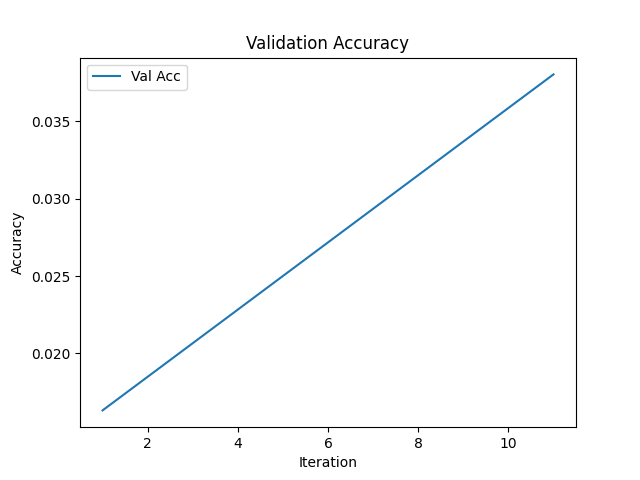 Validation Accuracy
Val Acc
0.035
0.030
0.025
0.020
Accuracy
2 4 6 8 10
Iteration